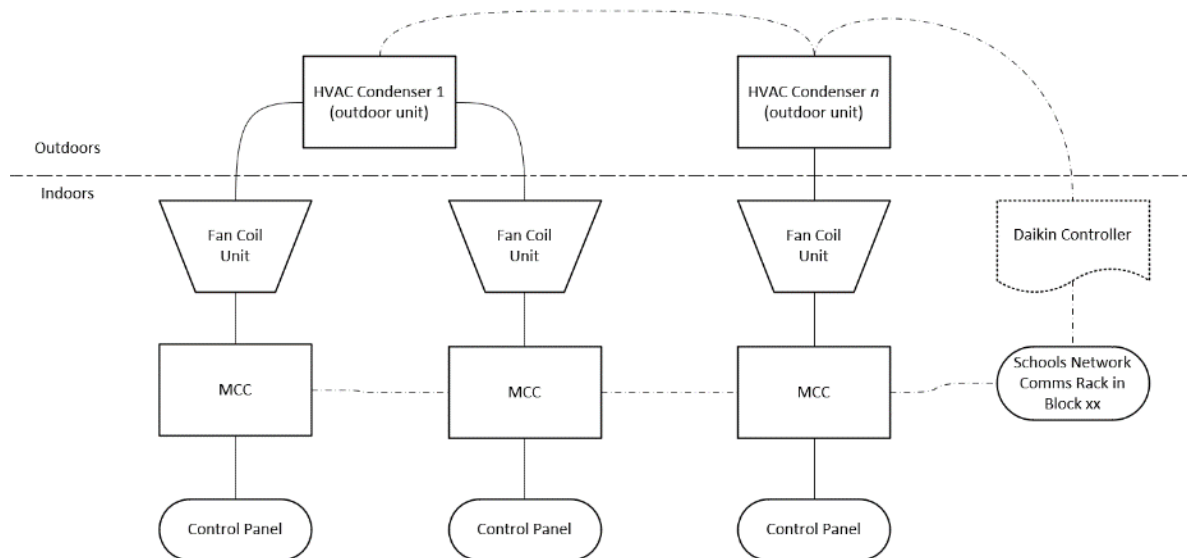 HVAC Condenser 1
(outdoor unit)
HVAC Condenser n
(outdoor unit)
Outdoors
Indoors
Fan Coil
Unit
Fan Coil
Unit
Fan Coil
Unit
Daikin Controller
MCC
MCC
MCC
Schools Network
Comms Rack in
Block xx
Control Panel
Control Panel
Control Panel